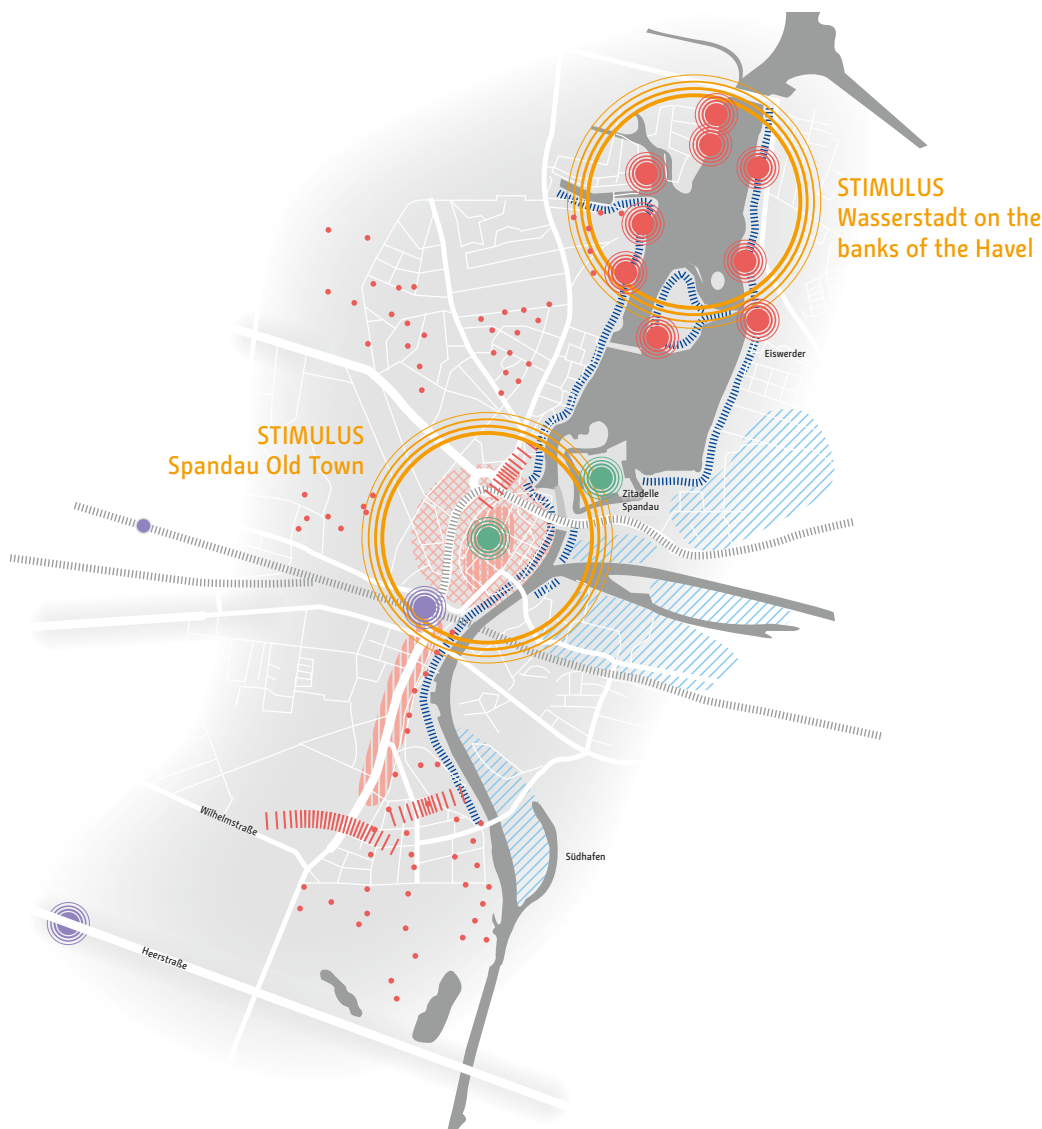 STIMULUS
Wasserstadt on the
banks of the Havel
Eiswerder
STIMULUS
Spandau Old Town
Zitadelle
Spandau
Wilhelmstraße
Südhafen
Heerstraße